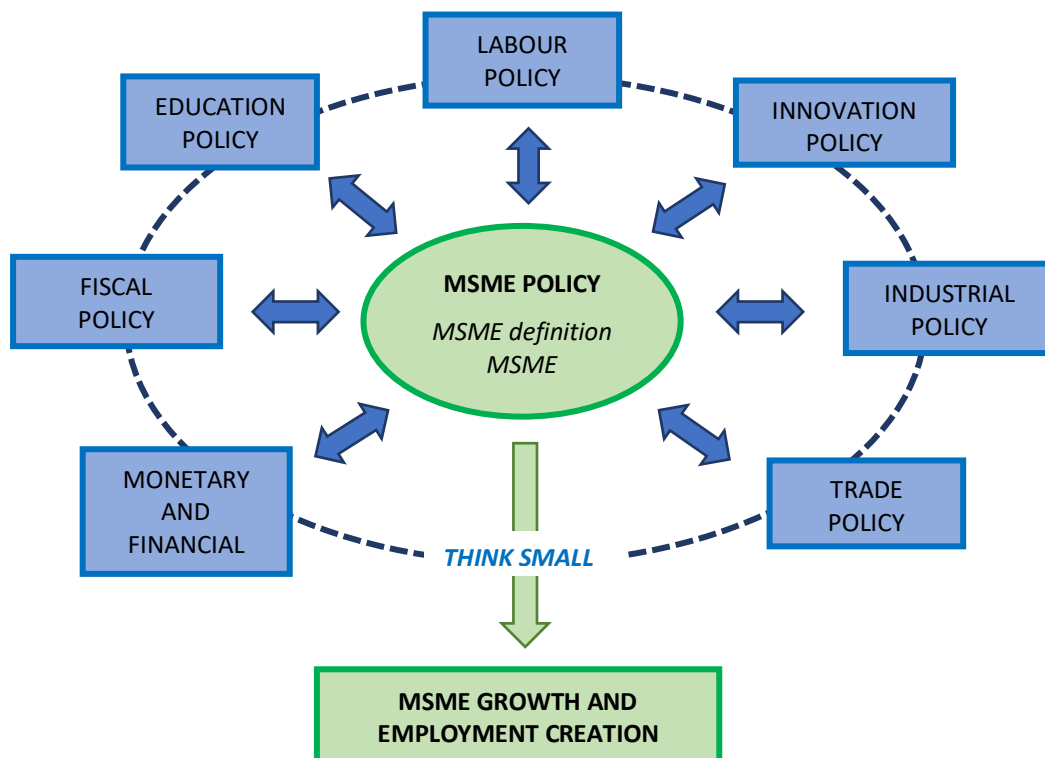 LABOUR
POLICY
EDUCATION
POLICY
INNOVATION
POLICY
FISCAL
POLICY
MSME POLICY
MSME definition
MSME
INDUSTRIAL
POLICY
MONETARY
AND
FINANCIAL
TRADE
POLICY
THINK SMALL
MSME GROWTH AND
EMPLOYMENT CREATION